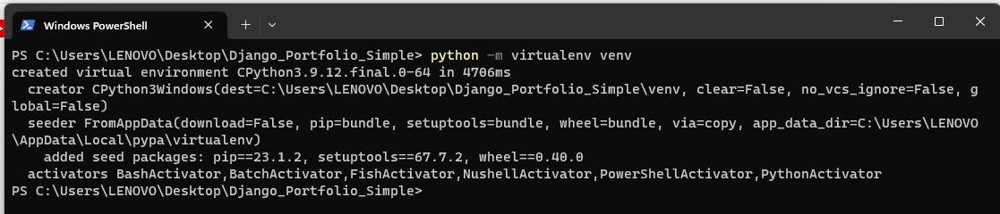 Windows PowerShell
PS C:\Users\LENOVO\Desktop\Django_Portfolio_Simple> python -m virtualenv venv
created virtual environment CPython3.9.12.final.0-64 in 4706ms
  creator CPython3Windows(dest=C:\Users\LENOVO\Desktop\Django_Portfolio_Simple\venv, clear=False, no_vcs_ignore=False, g
lobal=False)
  seeder FromAppData(download=False, pip=bundle, setuptools=bundle, wheel=bundle, via=copy, app_data_dir=C:\Users\LENOVO
\AppData\Local\pypa\virtualenv)
    added seed packages: pip==23.1.2, setuptools==67.7.2, wheel==0.40.0
  activators BashActivator,BatchActivator,FishActivator,NushellActivator,PowerShellActivator,PythonActivator
PS C:\Users\LENOVO\Desktop\Django_Portfolio_Simple>